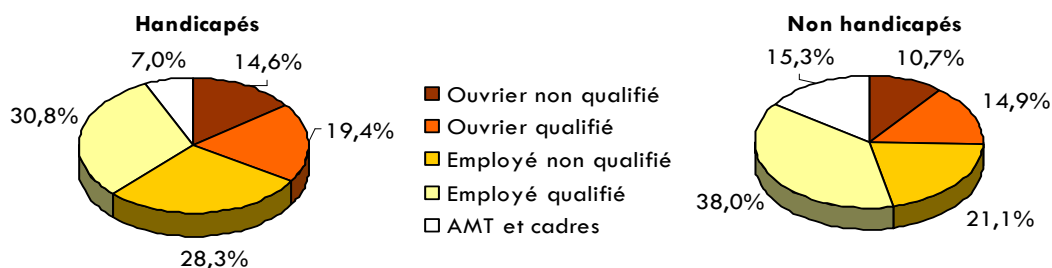 Handicapés
7,0%
14,6%
30,8%
19,4%
28,3%
Ouvrier non qualifié
Ouvrier qualifié
Employé non qualifié
Employé qualifié
AMT et cadres
Non handicapés
15,3%
10,7%
14,9%
38,0%
21,1%